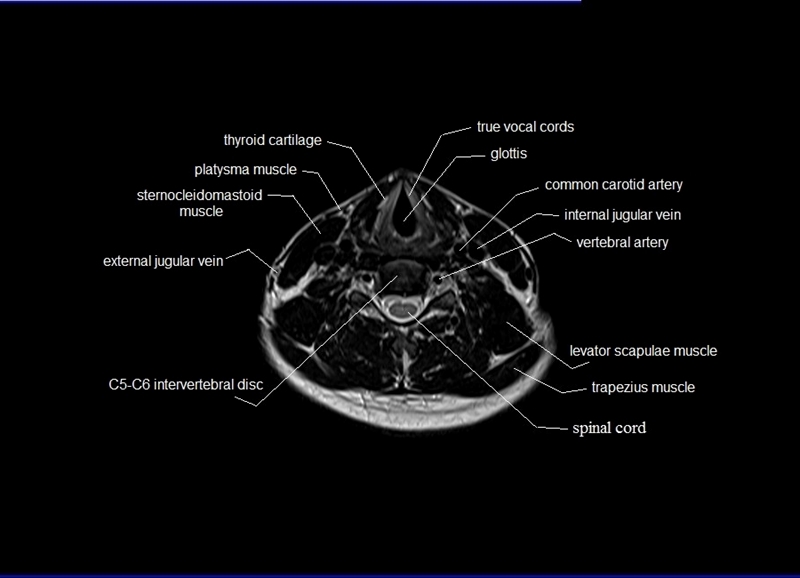 true vocal cords
thyroid cartilage
glottis
platysma muscle
common carotid artery
sternocleidomastoid
muscle
internal jugular vein
vertebral artery
external jugular vein
levator scapulae muscle
C5-C6 intervertebral disc
trapezius muscle
spinal cord